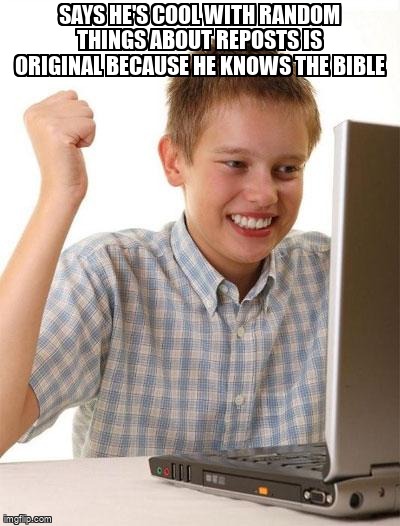 SAYS HE'S COOL WITH RANDOM
THINGS ABOUT REPOSTS IS
ORIGINAL BECAUSE HE KNOWS THE BIBLE
imgflip.com